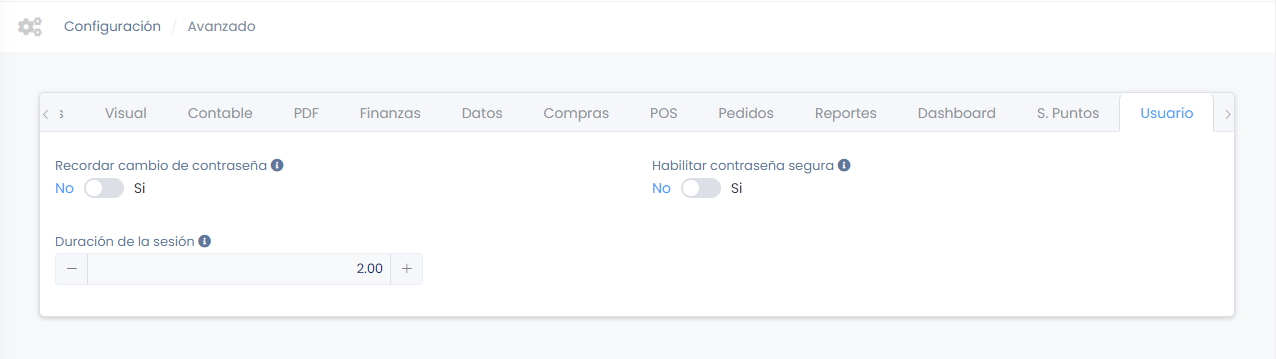 Configuración / Avanzado
s Visual Contable PDF Finanzas Datos Compras POS Pedidos Reportes Dashboard S. Puntos Usuario
Recordar cambio de contraseña
No Si
Habilitar contraseña segura
No Si
Duración de la sesión
− 2.00 +